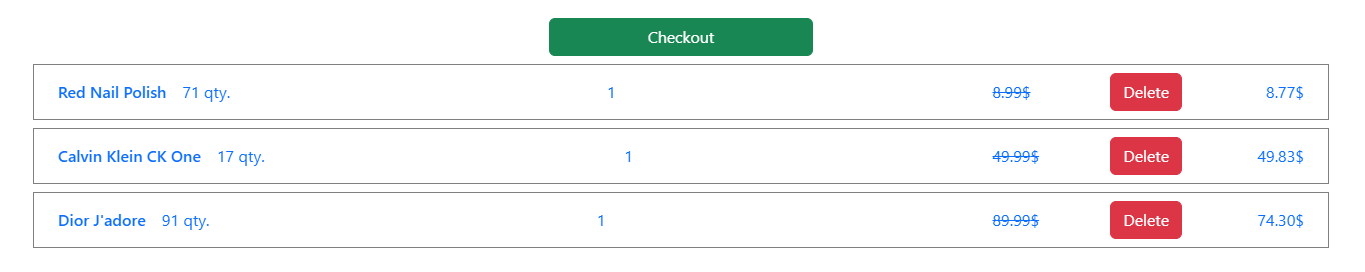 Checkout
Red Nail Polish 71 qty. 1 8.99$ Delete 8.77$
Calvin Klein CK One 17 qty. 1 49.99$ Delete 49.83$
Dior J'adore 91 qty. 1 89.99$ Delete 74.30$